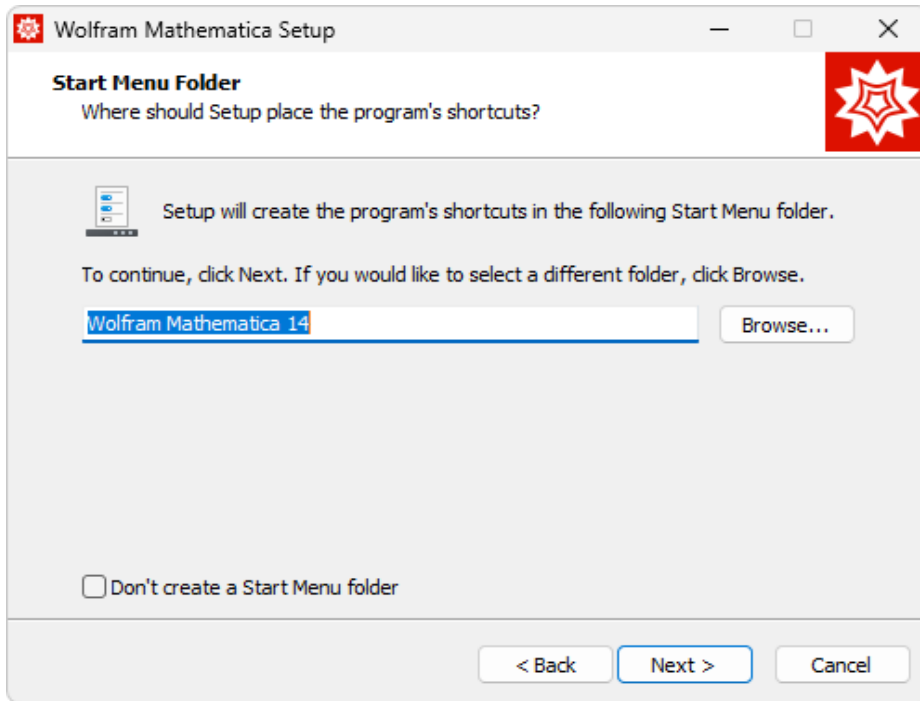 Wolfram Mathematica Setup
Start Menu Folder
Where should Setup place the program's shortcuts?
Setup will create the program's shortcuts in the following Start Menu folder.
To continue, click Next. If you would like to select a different folder, click Browse.
Wolfram Mathematica 14
Browse...
Don't create a Start Menu folder
< Back
Next >
Cancel